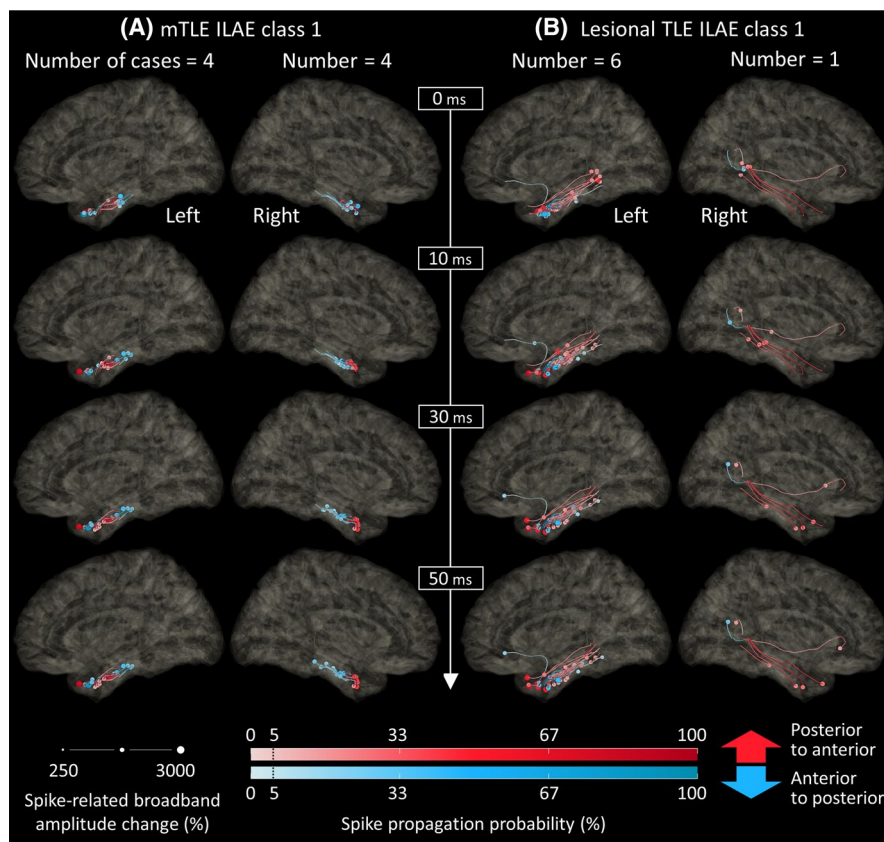 (A) mTLE ILAE class 1
Number of cases = 4
Number = 4
(B) Lesional TLE ILAE class 1
Number = 6
Number = 1
0 ms
Left
Right
Left
Right
10 ms
30 ms
50 ms
250
3000
Spike-related broadband
amplitude change (%)
0 5 33 67 100
0 5 33 67 100
Spike propagation probability (%)
Posterior
to anterior
Anterior
to posterior